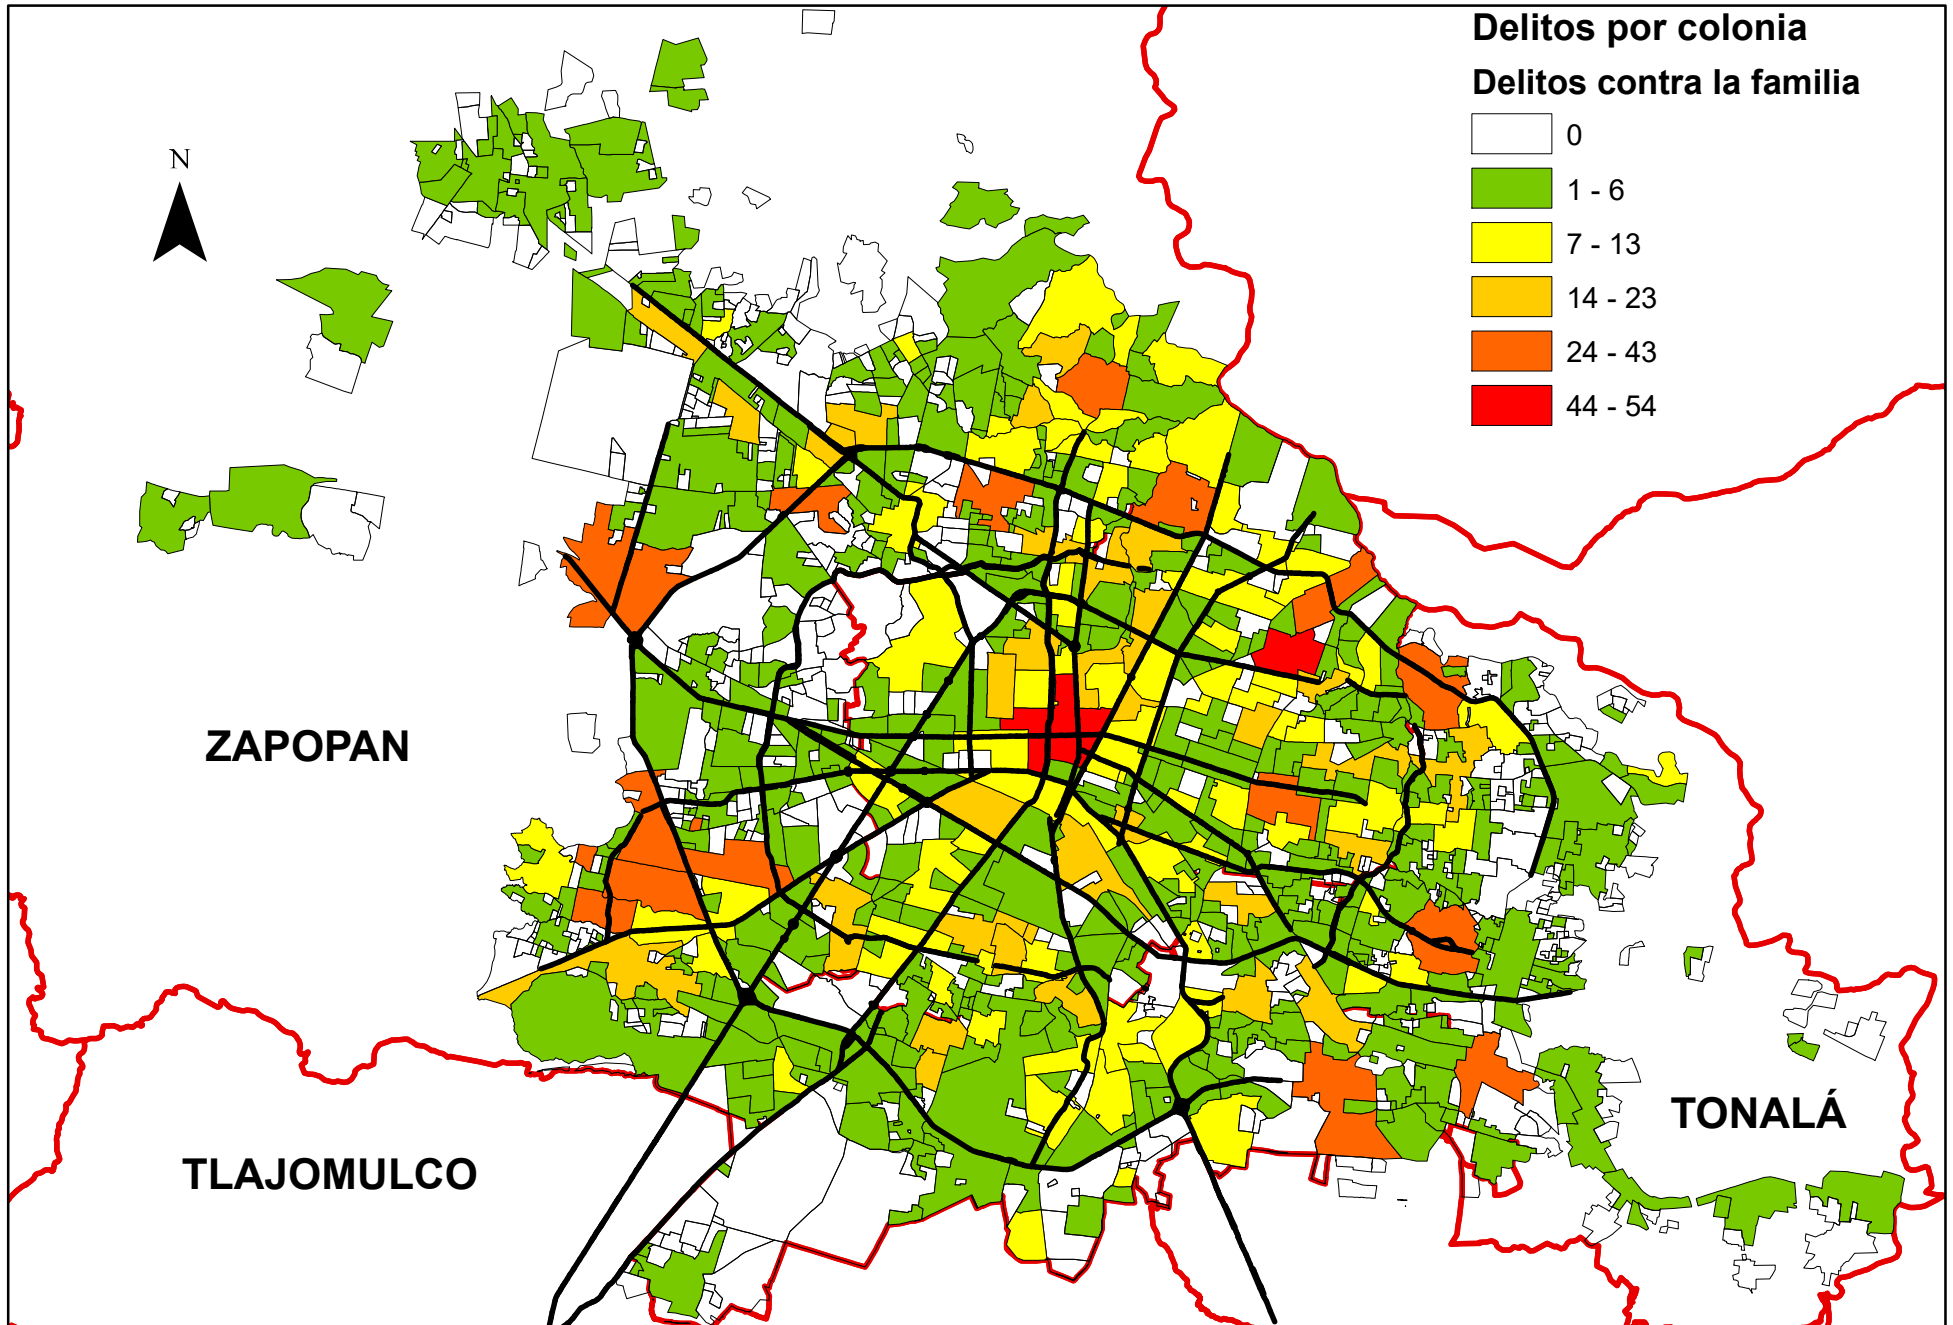 Delitos por colonia
Delitos contra la familia
0
1 - 6
7 - 13
14 - 23
24 - 43
44 - 54
N
ZAPOPAN
TONALÁ
TLAJOMULCO